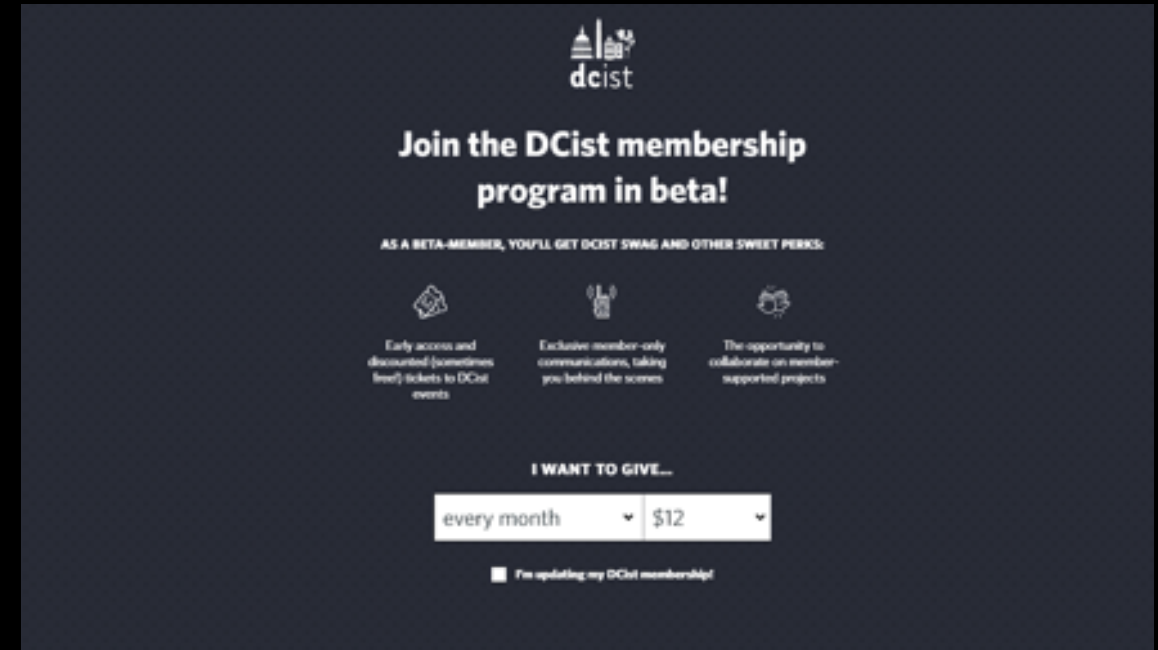 dcist
Join the DCist membership
program in beta!
AS A BETA-MEMBER, YOU'LL GET DCIST SWAG AND OTHER SWEET PERKS:
Early access and
discounted (sometimes
free!) tickets to DCist
events
Exclusive member-only
communications, taking
you behind the scenes
The opportunity to
collaborate on member-
supported projects
I WANT TO GIVE...
every month
$12
I'm updating my DCist membership!